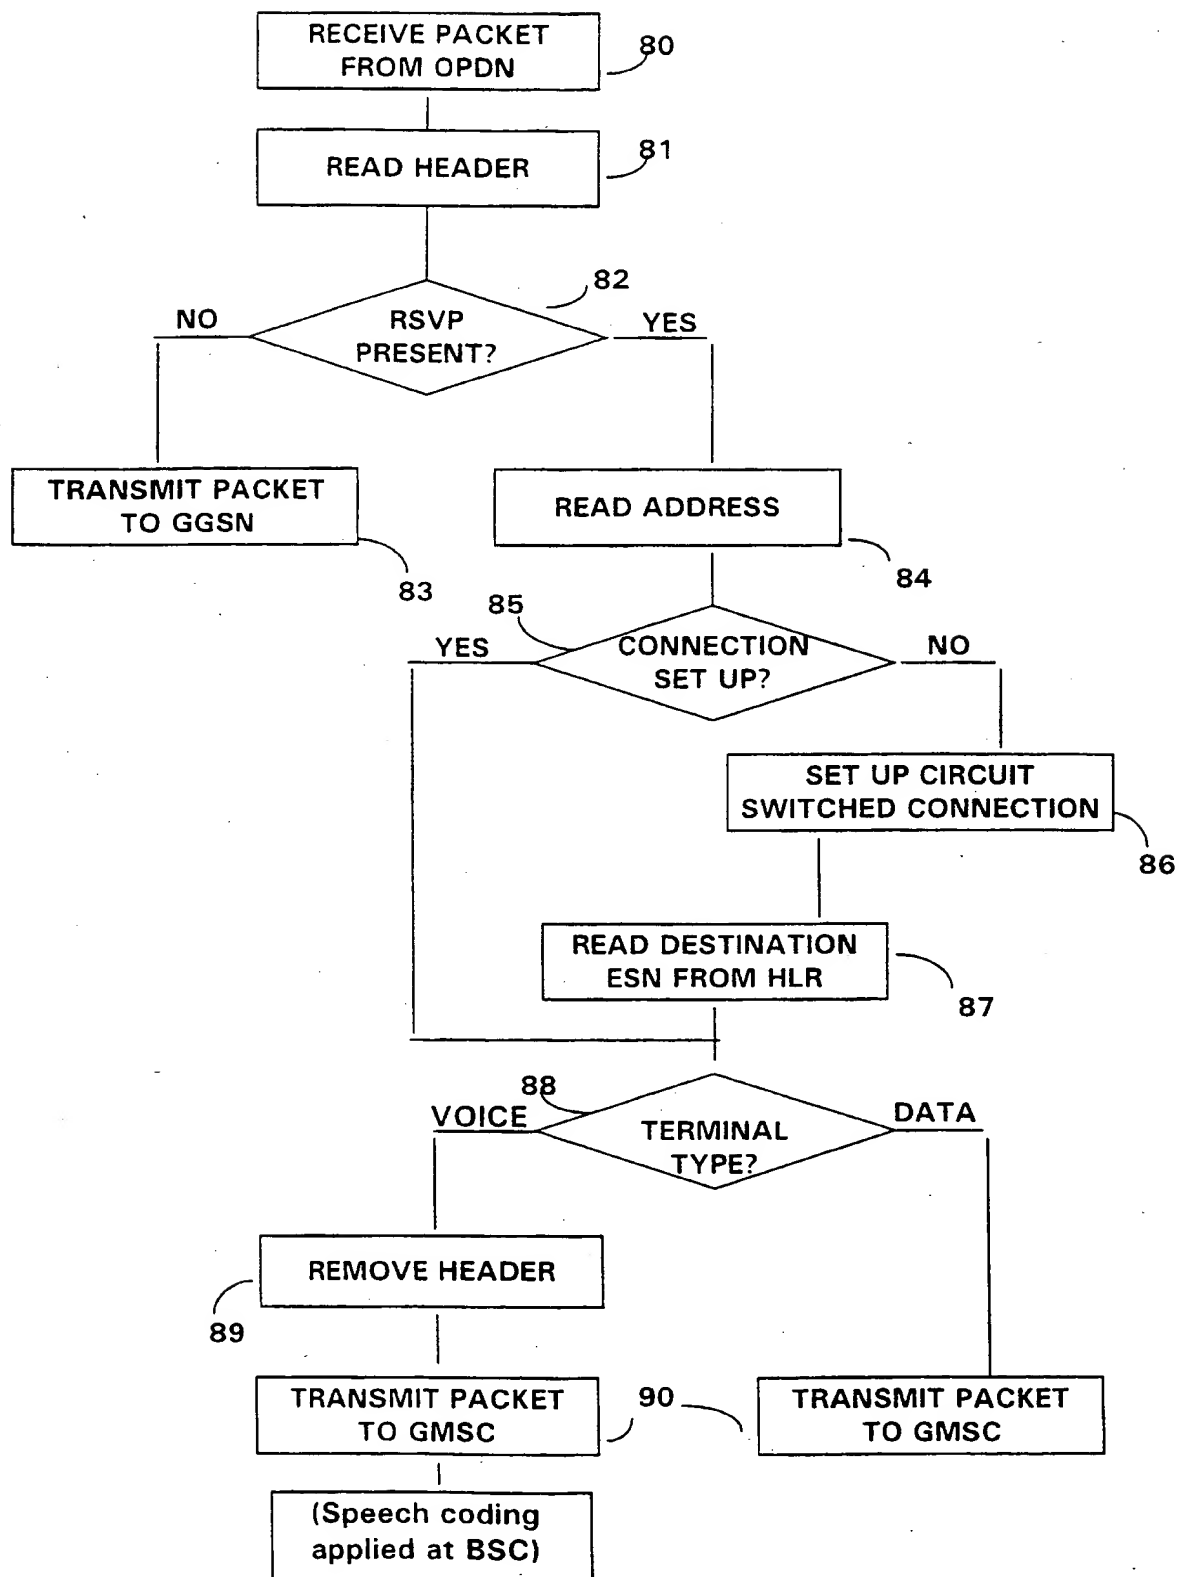 RECEIVE PACKET
FROM OPDN
80
READ HEADER
81
82
NO
RSVP
PRESENT?
YES
TRANSMIT PACKET
TO GGSN
83
READ ADDRESS
84
85
YES
CONNECTION
SET UP?
NO
SET UP CIRCUIT
SWITCHED CONNECTION
86
READ DESTINATION
ESN FROM HLR
87
88
VOICE
TERMINAL
TYPE?
DATA
REMOVE HEADER
89
TRANSMIT PACKET
TO GMSC
90
TRANSMIT PACKET
TO GMSC
(Speech coding
applied at BSC)